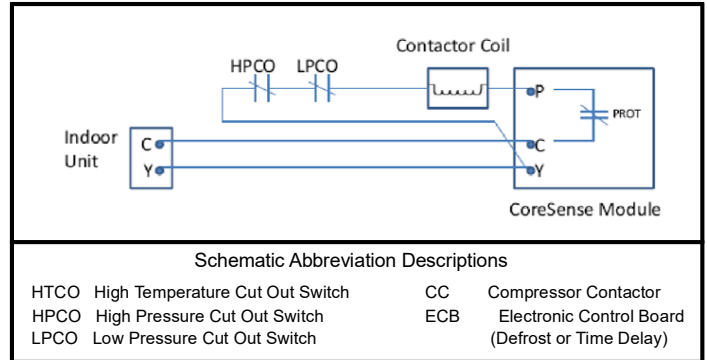 Contactor Coil
HPCO LPCO
P
PROT
Indoor
Unit
C
C
Y
Y
CoreSense Module
Schematic Abbreviation Descriptions
HTCO High Temperature Cut Out Switch CC Compressor Contactor
HPCO High Pressure Cut Out Switch ECB Electronic Control Board
LPCO Low Pressure Cut Out Switch (Defrost or Time Delay)